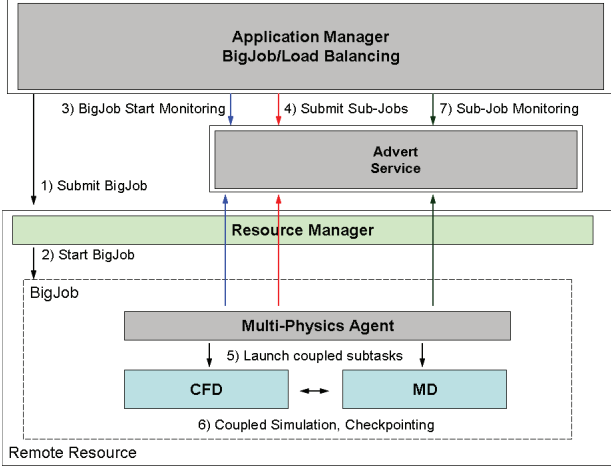 Application Manager
BigJob/Load Balancing
3) BigJob Start Monitoring
4) Submit Sub-Jobs
7) Sub-Job Monitoring
Advert
Service
1) Submit BigJob
Resource Manager
2) Start BigJob
BigJob
Multi-Physics Agent
5) Launch coupled subtasks
CFD
MD
6) Coupled Simulation, Checkpointing
Remote Resource